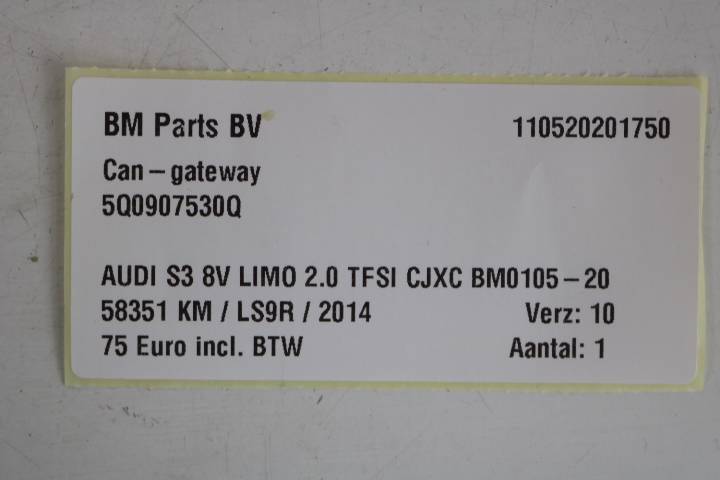 BM Parts BV 110520201750
Can-gateway
5Q0907530Q
AUDI S3 8V LIMO 2.0 TFSI CJXC BM0105-20
58351 KM / LS9R / 2014 Verz: 10
75 Euro incl. BTW Aantal: 1